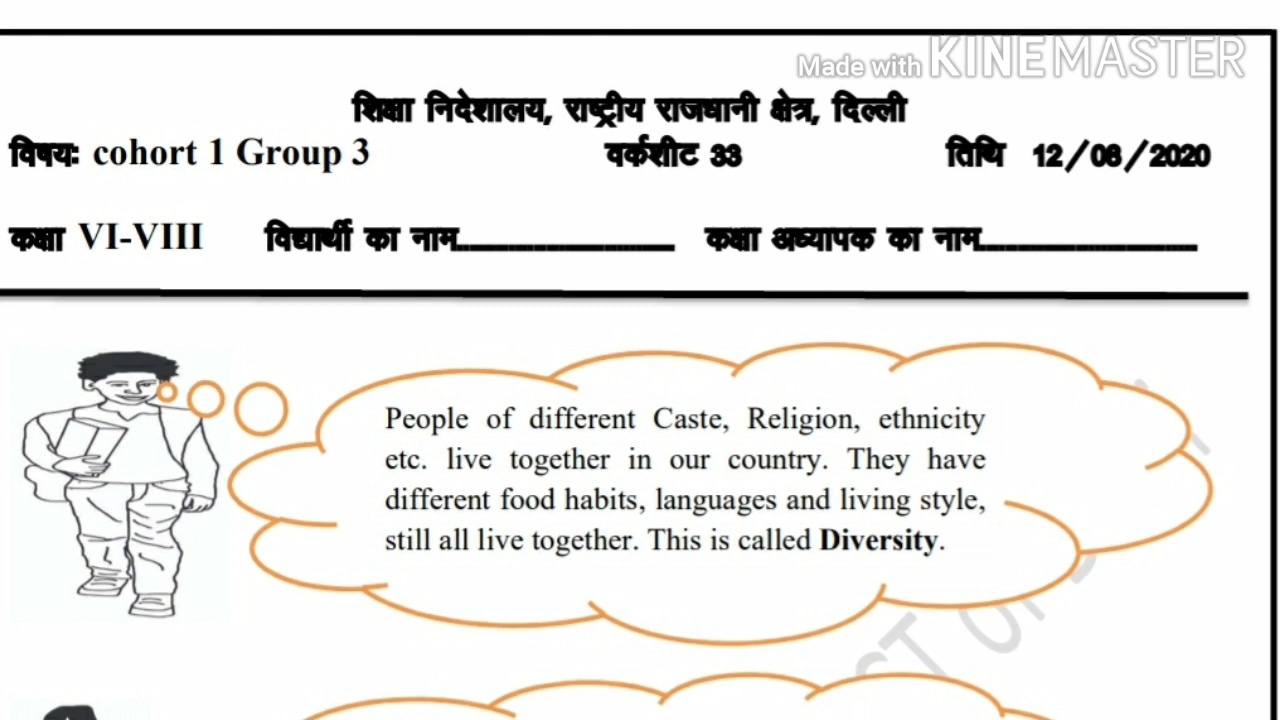 Made with KINEMASTER
शिक्षा निदेशालय, राष्ट्रीय राजधानी क्षेत्र, दिल्ली
विषयः cohort 1 Group 3 वर्कशीट 33 तिथि 12/08/2020
कक्षा VI-VIII विद्यार्थी का नाम.............................. कक्षा अध्यापक का नाम..............................
People of different Caste, Religion, ethnicity
etc. live together in our country. They have
different food habits, languages and living style,
still all live together. This is called Diversity.